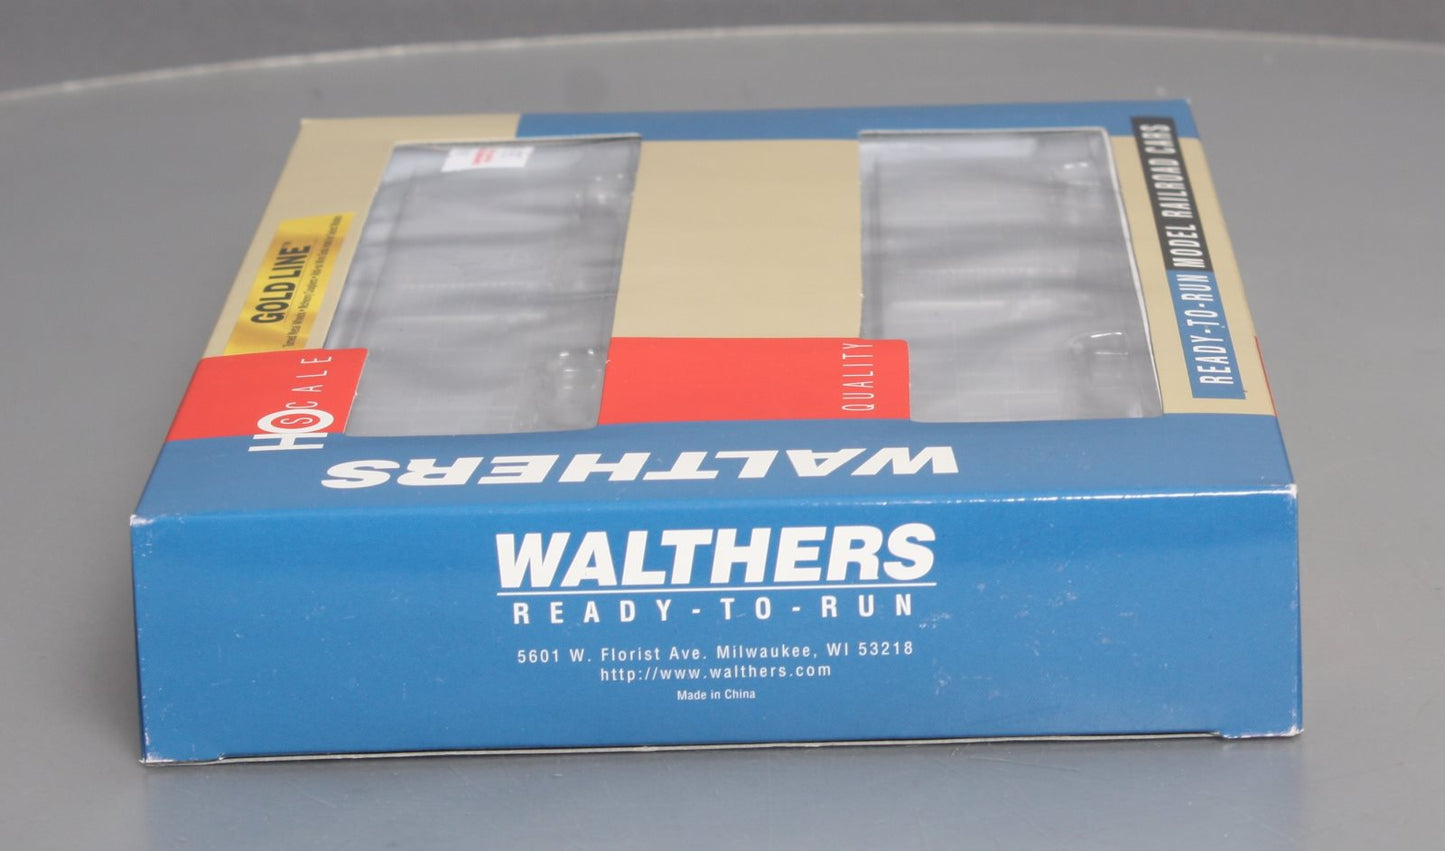 GOLD LINE™
HO
SCALE
QUALITY
READY-TO-RUN MODEL RAILROAD CARS
WALTHERS
WALTHERS
READY-TO-RUN
5601 W. Florist Ave. Milwaukee, WI 53218
http://www.walthers.com
Made in China